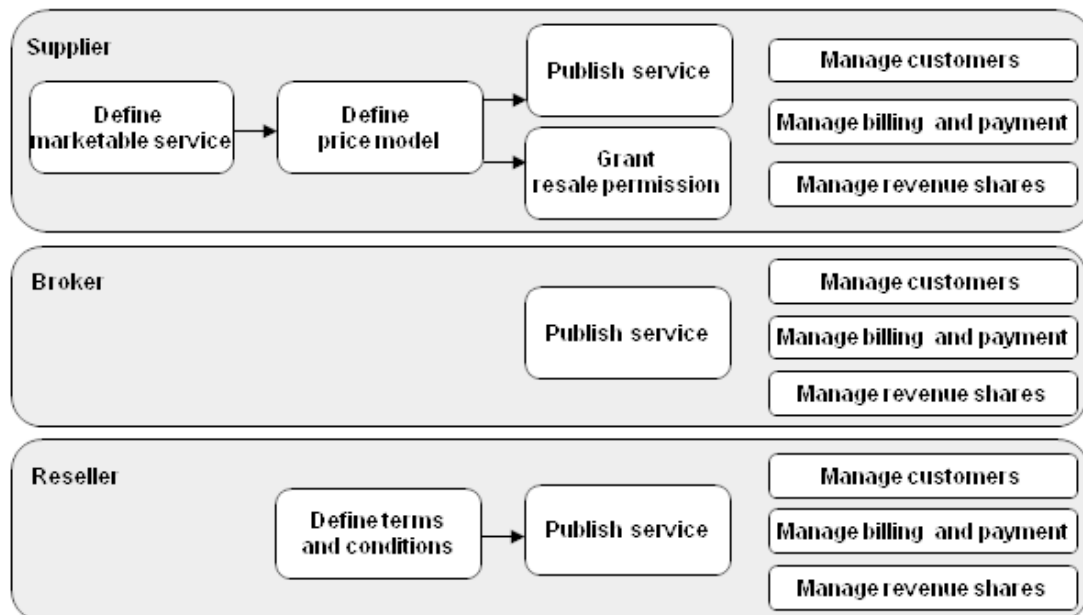 Supplier
Define
marketable service
Define
price model
Publish service
Grant
resale permission
Manage customers
Manage billing and payment
Manage revenue shares
Broker
Publish service
Manage customers
Manage billing and payment
Manage revenue shares
Reseller
Define terms
and conditions
Publish service
Manage customers
Manage billing and payment
Manage revenue shares